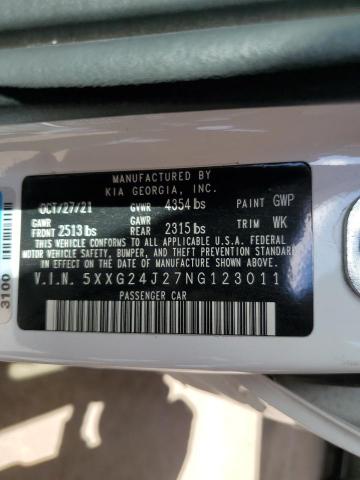 MANUFACTURED BY
KIA GEORGIA, INC.
OCT/27/21 GVWR 4354 lbs PAINT GWP
GAWR FRONT 2513 lbs GAWR REAR 2315 lbs TRIM WK
THIS VEHICLE CONFORMS TO ALL APPLICABLE U.S.A. FEDERAL
MOTOR VEHICLE SAFETY, BUMPER, AND THEFT PREVENTION
STANDARDS IN EFFECT ON THE DATE OF MANUFACTURE SHOWN ABOVE.
V.I.N. 5XXG24J27NG123011
PASSENGER CAR
3100